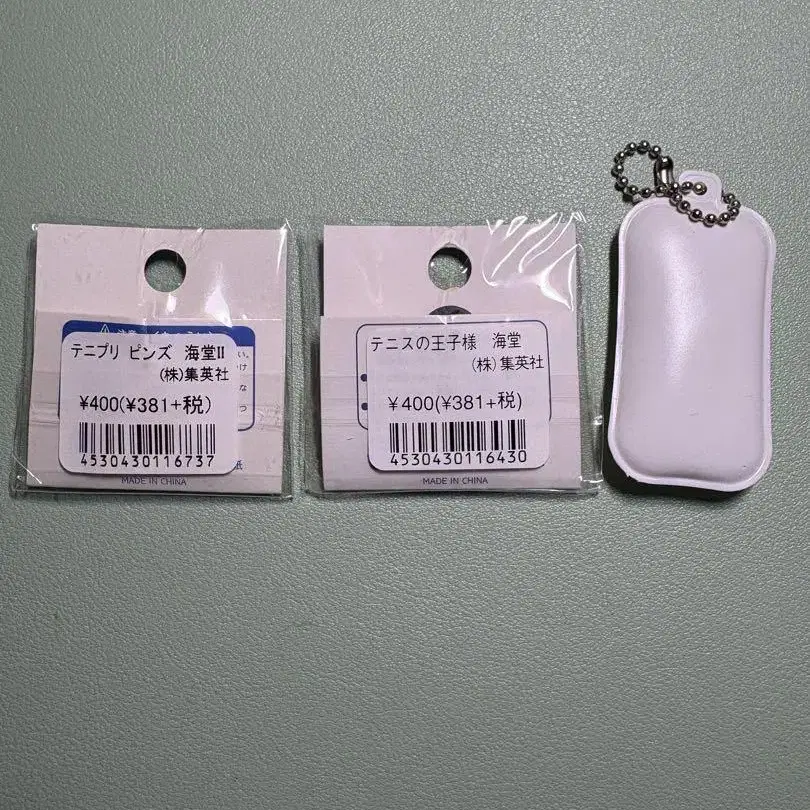 テニプリ ピンズ 海堂Ⅱ
(株)集英社
¥400(¥381+税)
4530430116737
MADE IN CHINA
テニスの王子様 海堂
(株)集英社
¥400(¥381+税)
4530430116430
MADE IN CHINA